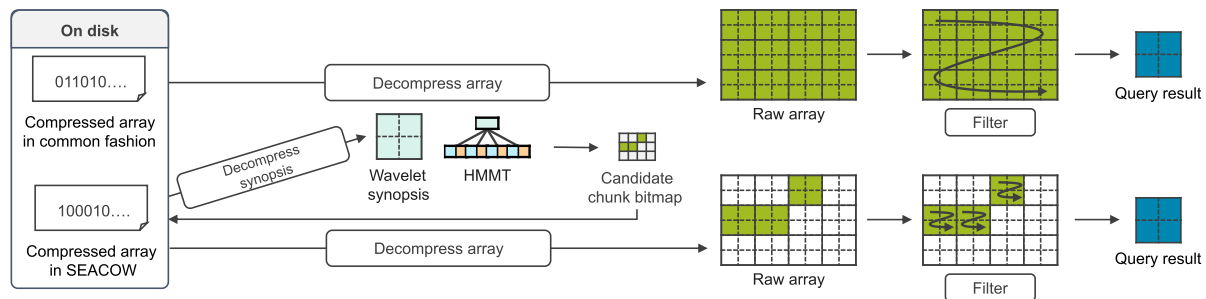 On disk
011010....
Compressed array
in common fashion
Decompress array
Raw array
Filter
Query result
Decompress
synopsis
Wavelet
synopsis
HMMT
Candidate
chunk bitmap
100010....
Compressed array
in SEACOW
Decompress array
Raw array
Filter
Query result